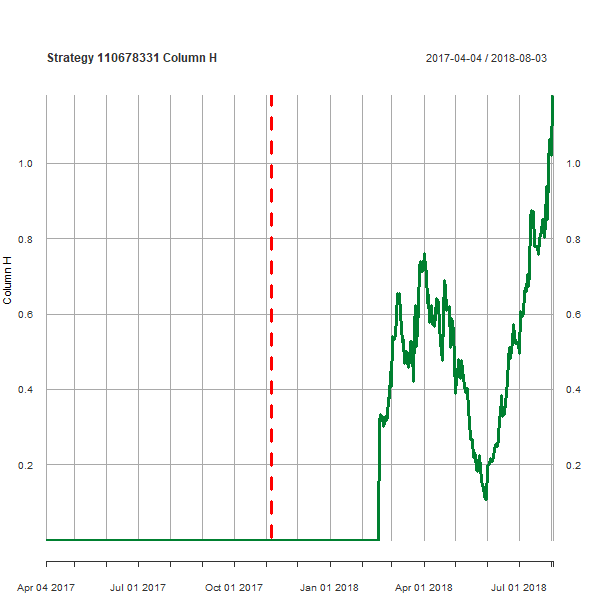 Strategy 110678331 Column H
2017-04-04 / 2018-08-03
1.0
1.0
0.8
0.8
Column H
0.6
0.6
0.4
0.4
0.2
0.2
Apr 04 2017
Jul 01 2017
Oct 01 2017
Jan 01 2018
Apr 01 2018
Jul 01 2018